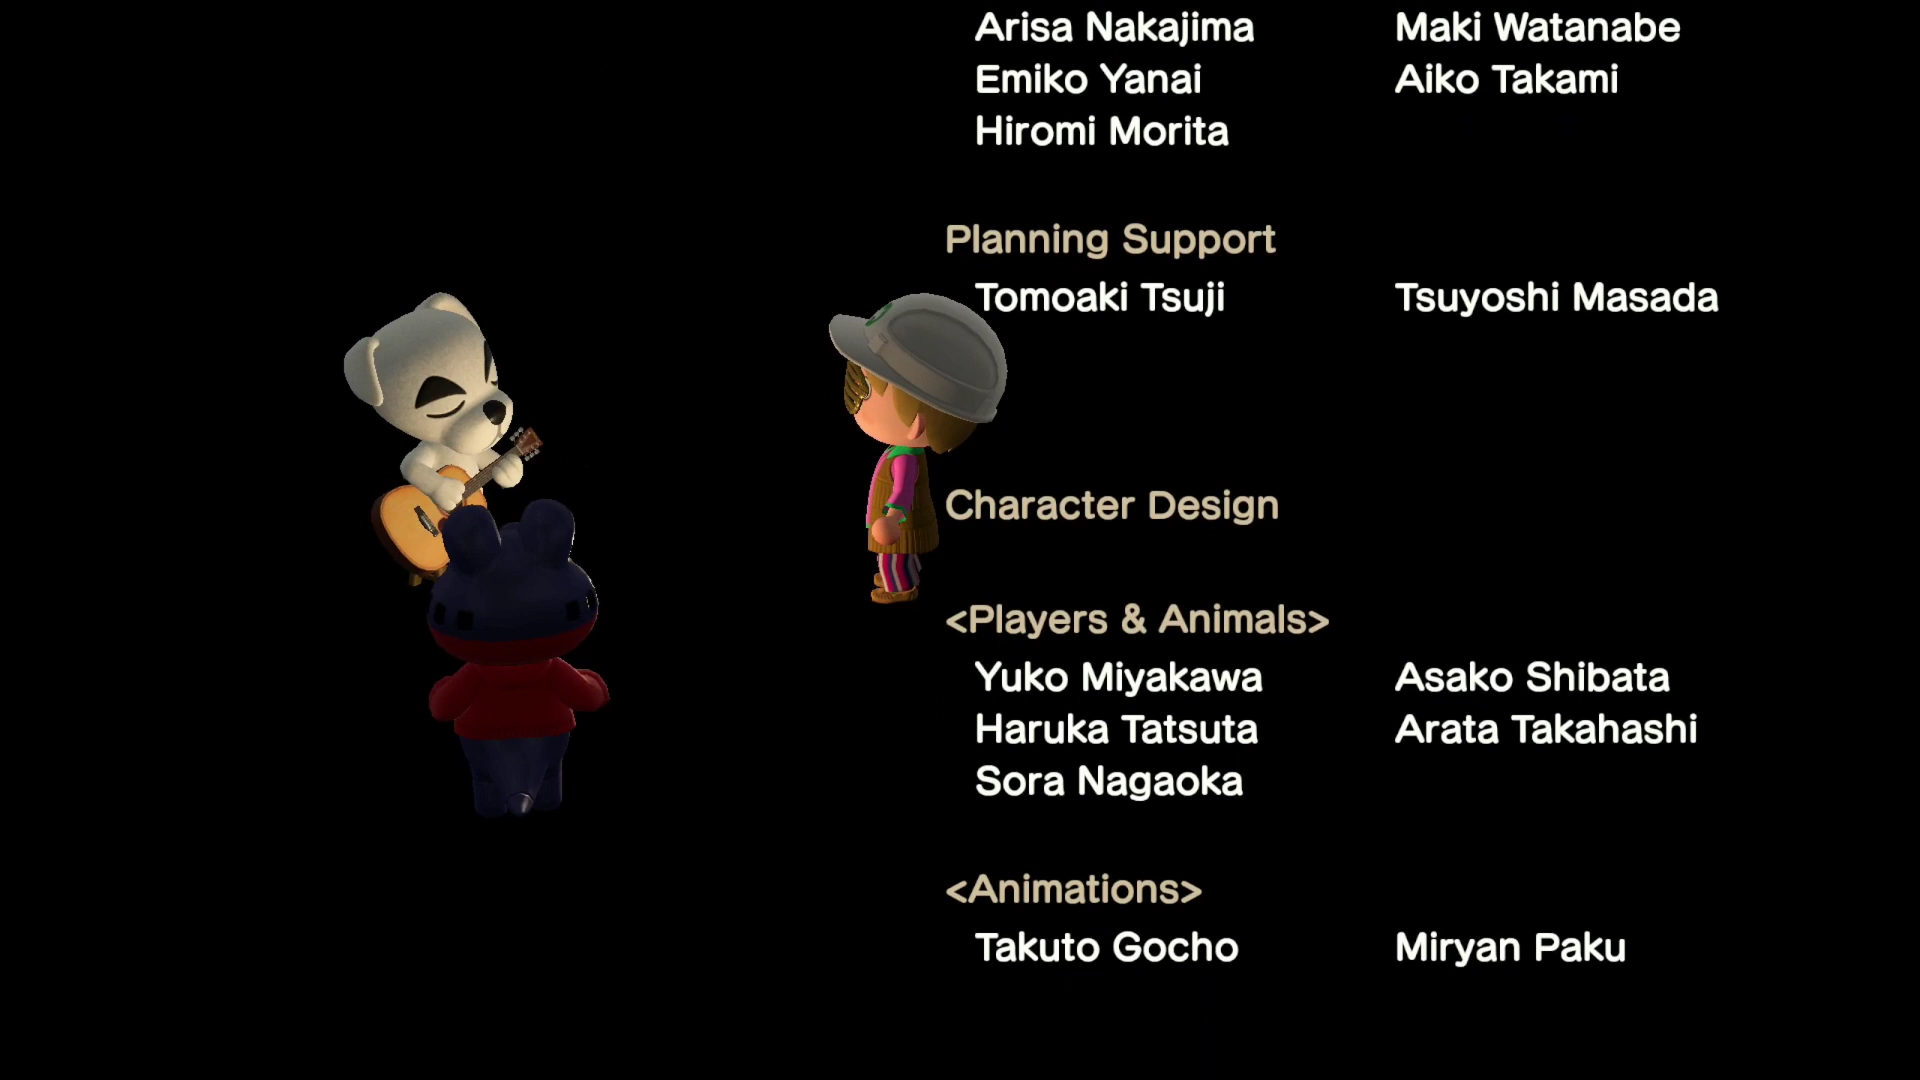 Arisa Nakajima Maki Watanabe
Emiko Yanai Aiko Takami
Hiromi Morita
Planning Support
Tomoaki Tsuji Tsuyoshi Masada
Character Design
<Players & Animals>
Yuko Miyakawa Asako Shibata
Haruka Tatsuta Arata Takahashi
Sora Nagaoka
<Animations>
Takuto Gocho Miryan Paku